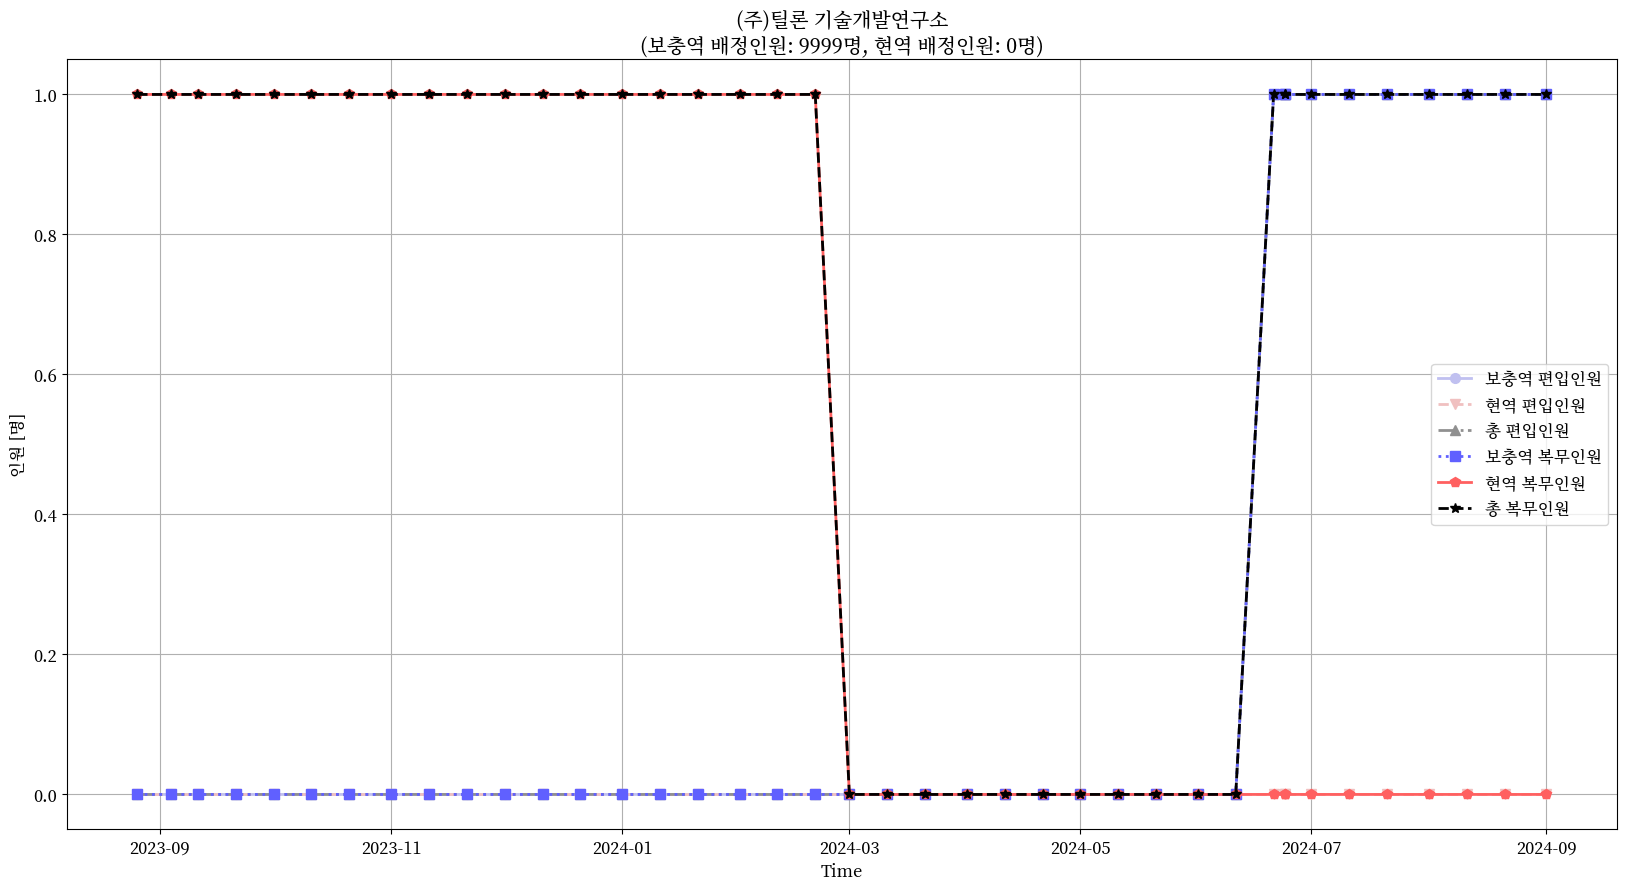 (주)틸론 기술개발연구소
(보충역 배정인원: 9999명, 현역 배정인원: 0명)
인원 [명]
1.0
0.8
0.6
0.4
0.2
0.0
보충역 편입인원
현역 편입인원
총 편입인원
보충역 복무인원
현역 복무인원
총 복무인원
2023-09
2023-11
2024-01
2024-03
2024-05
2024-07
2024-09
Time